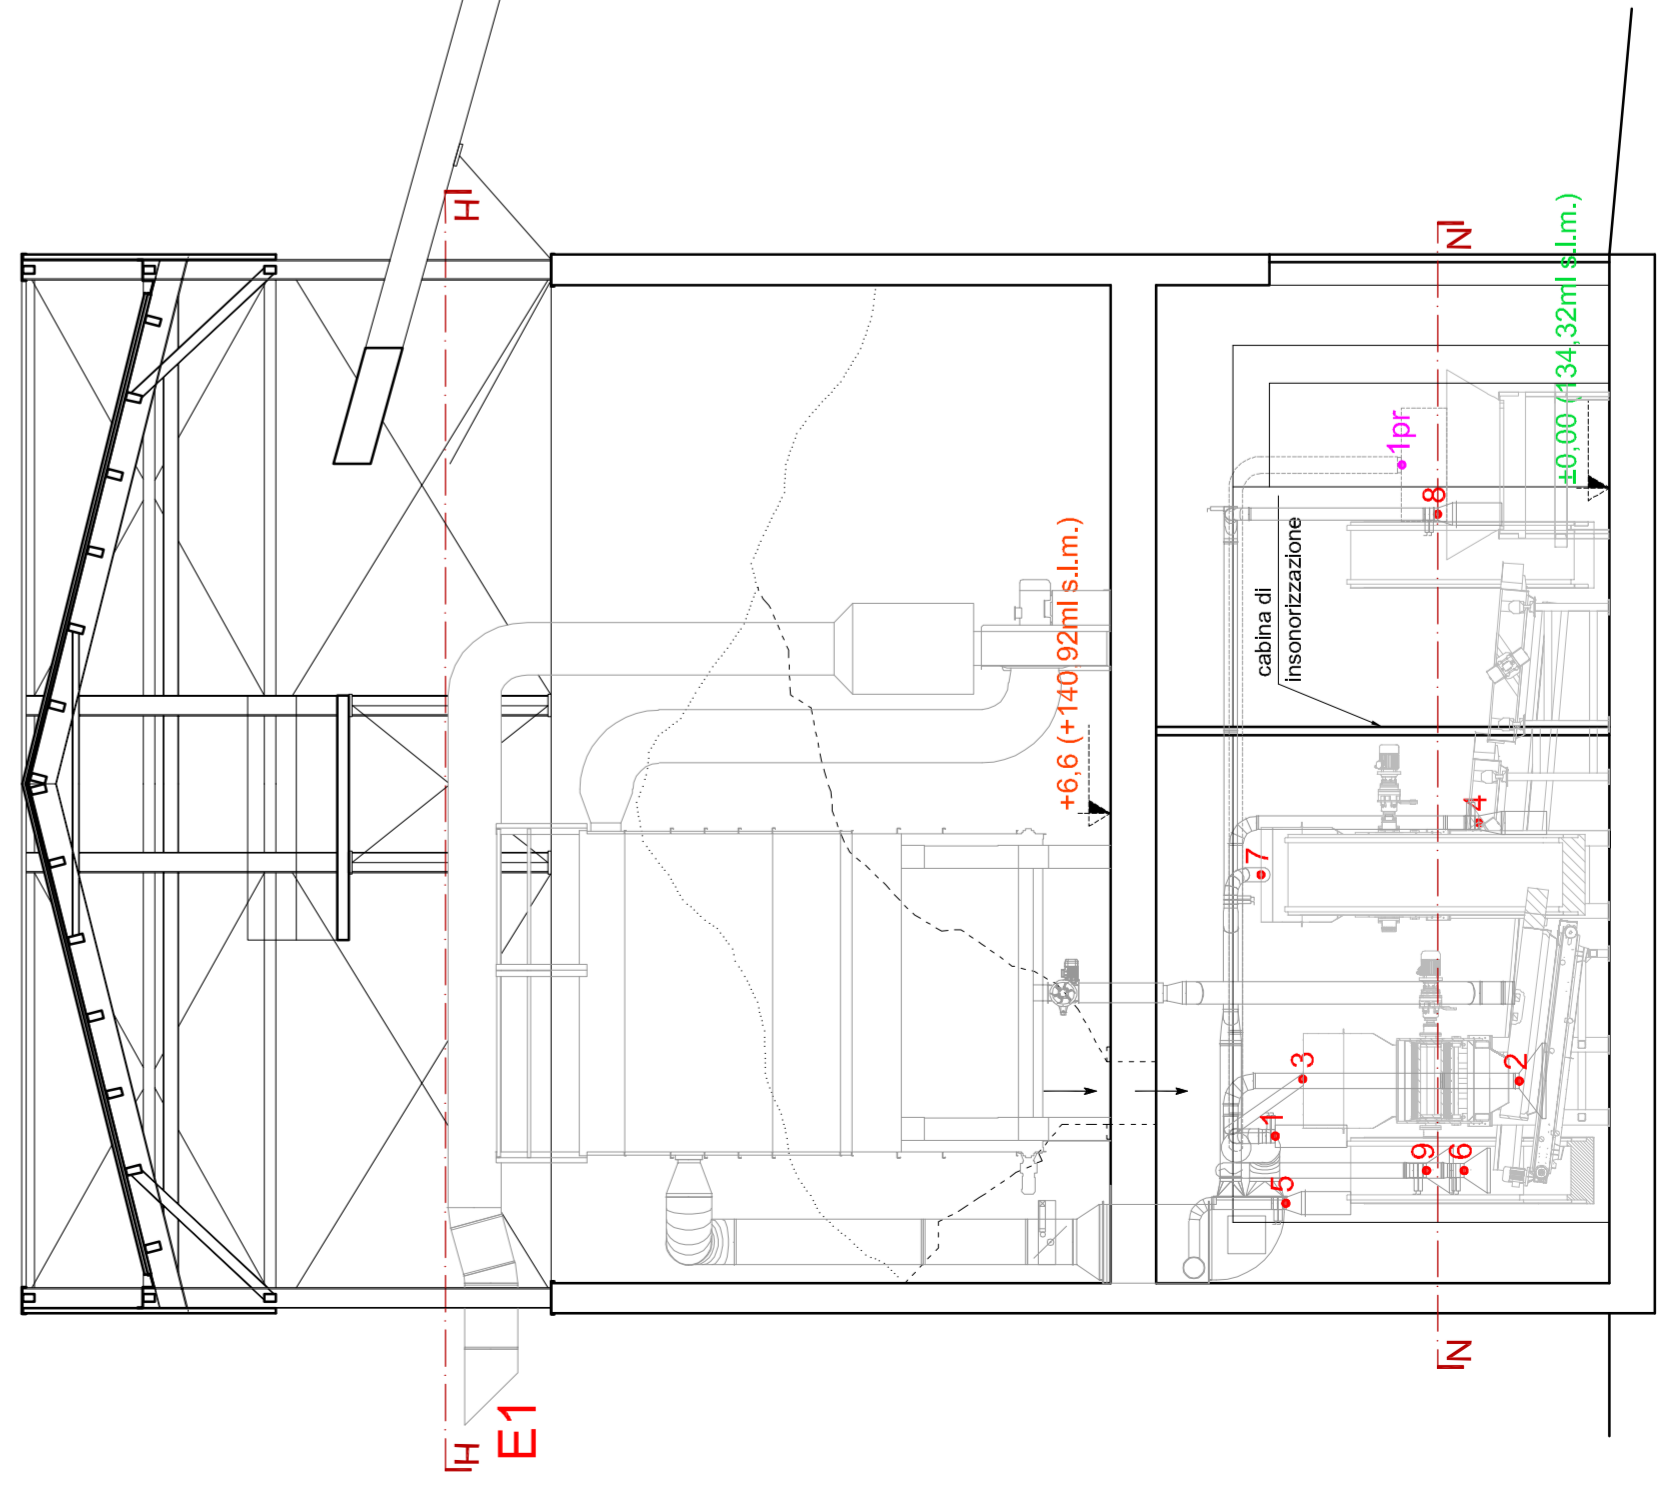 H
H
E1
+6,6 (+140,92ml s.l.m.)
7
cabina di
insonorizzazione
1
5
3
1pr
9
8
N
N
6
4
2
±0,00 (134,32ml s.l.m.)